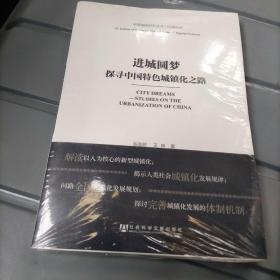 进城圆梦
探寻中国特色城镇化之路
CITY DREAMS
—STUDIES ON THE
URBANIZATION OF CHINA
解读以人为核心的新型城镇化；
揭示人类社会城镇化发展规律；
问路全国城镇化发展规划；
探讨完善城镇化发展的体制机制
社会科学文献出版社